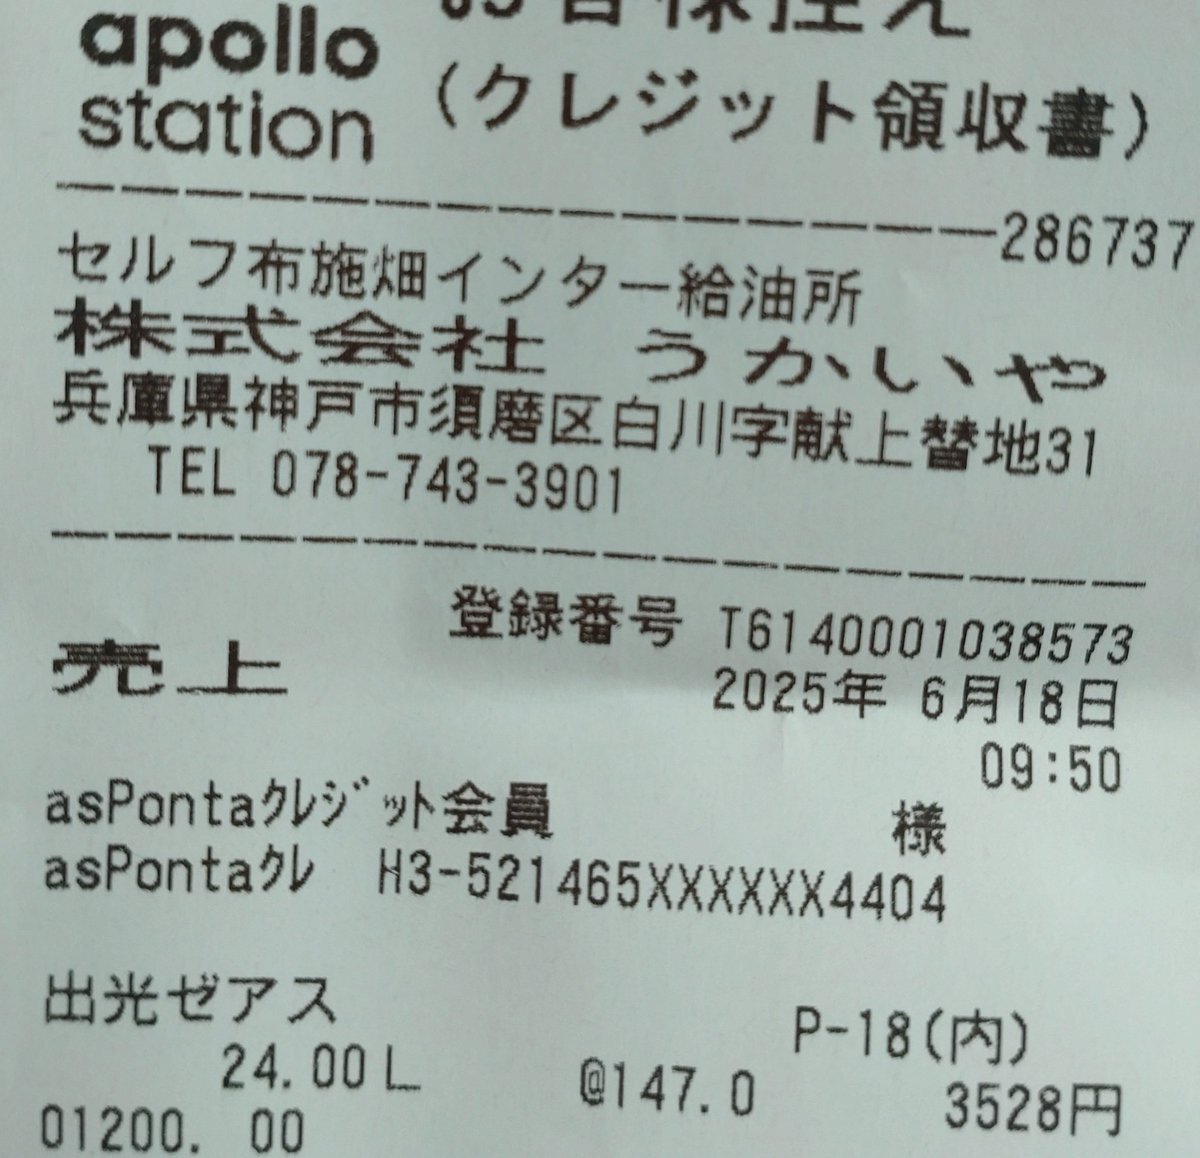 apollo
station
お客様控え
(クレジット領収書)
286737
セルフ布施畑インター給油所
株式会社 うかいや
兵庫県神戸市須磨区白川字献上替地31
TEL 078-743-3901
登録番号 T6140001038573
売上
2025年 6月18日
09:50
asPontaクレジット会員 様
asPontaクレ H3-521465XXXXXX4404
出光ゼアス
P-18(内)
24.00L @147.0 3528円
01200. 00